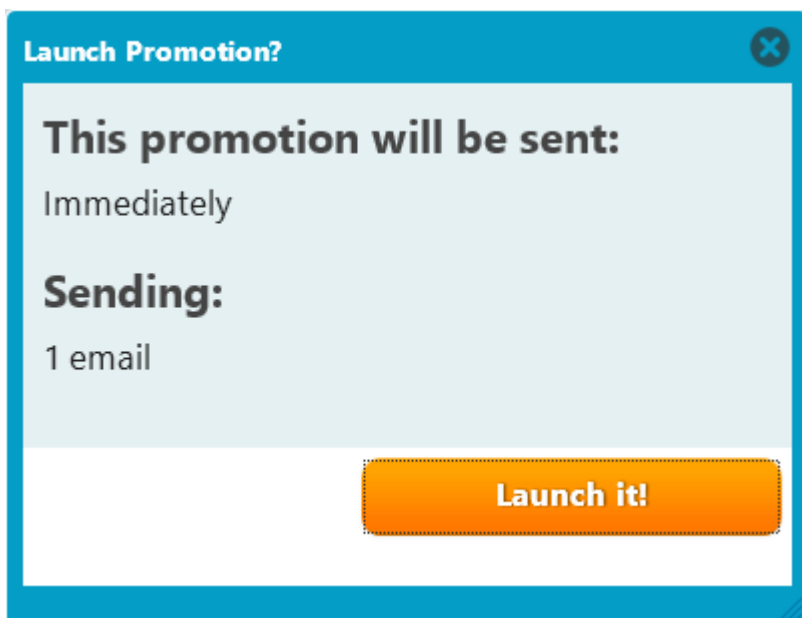 Launch Promotion?
This promotion will be sent:
Immediately
Sending:
1 email
Launch it!